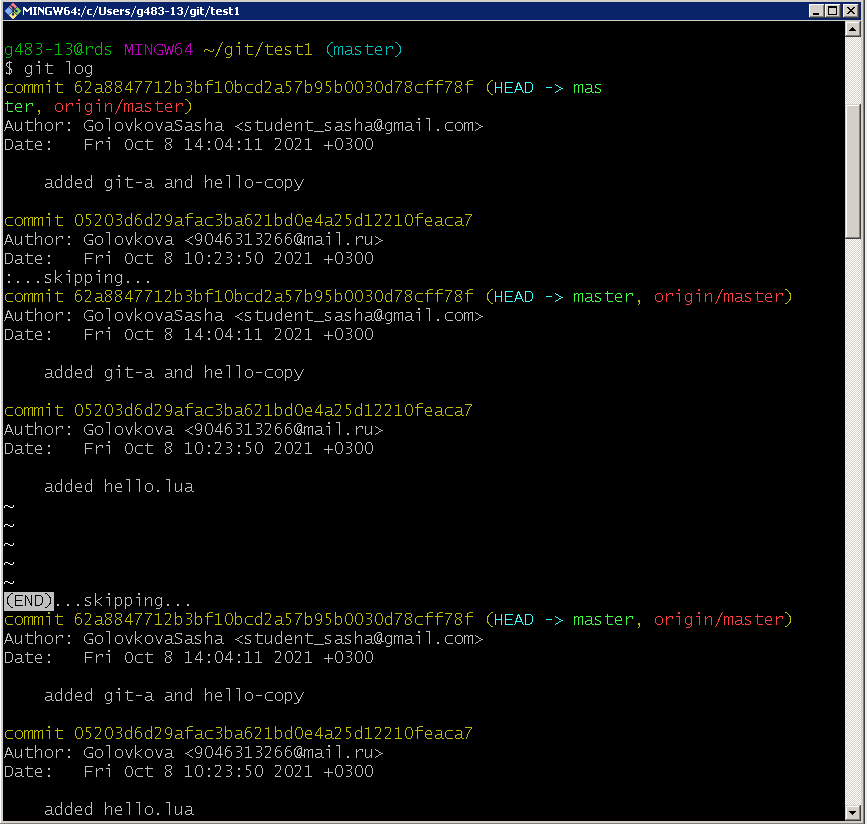 MINGW64:/c/Users/g483-13/git/test1
g483-13@rds MINGW64 ~/git/test1 (master)
$ git log
commit 62a8847712b3bf10bcd2a57b95b0030d78cff78f (HEAD -> mas
ter, origin/master)
Author: GolovkovaSasha <student_sasha@gmail.com>
Date:   Fri Oct 8 14:04:11 2021 +0300
    added git-a and hello-copy
commit 05203d6d29afac3ba621bd0e4a25d12210feaca7
Author: Golovkova <9046313266@mail.ru>
Date:   Fri Oct 8 10:23:50 2021 +0300
:...skipping...
commit 62a8847712b3bf10bcd2a57b95b0030d78cff78f (HEAD -> master, origin/master)
Author: GolovkovaSasha <student_sasha@gmail.com>
Date:   Fri Oct 8 14:04:11 2021 +0300
    added git-a and hello-copy
commit 05203d6d29afac3ba621bd0e4a25d12210feaca7
Author: Golovkova <9046313266@mail.ru>
Date:   Fri Oct 8 10:23:50 2021 +0300
    added hello.lua
~
~
~
~
~
(END)...skipping...
commit 62a8847712b3bf10bcd2a57b95b0030d78cff78f (HEAD -> master, origin/master)
Author: GolovkovaSasha <student_sasha@gmail.com>
Date:   Fri Oct 8 14:04:11 2021 +0300
    added git-a and hello-copy
commit 05203d6d29afac3ba621bd0e4a25d12210feaca7
Author: Golovkova <9046313266@mail.ru>
Date:   Fri Oct 8 10:23:50 2021 +0300
    added hello.lua